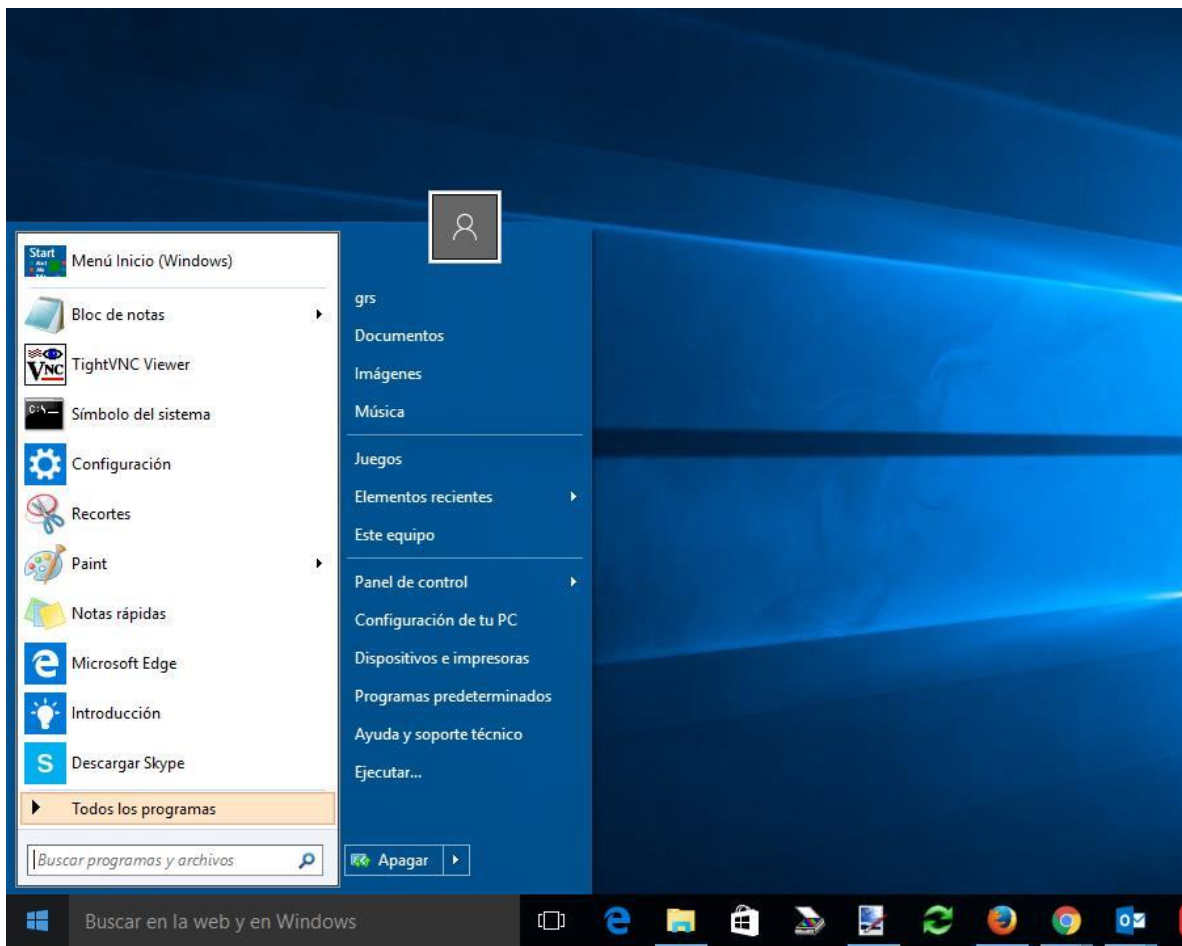 Start
Menú Inicio (Windows)
Bloc de notas
VNC
TightVNC Viewer
C:\
Símbolo del sistema
Configuración
Recortes
Paint
Notas rápidas
Microsoft Edge
Introducción
S
Descargar Skype
Todos los programas
Buscar programas y archivos
grs
Documentos
Imágenes
Música
Juegos
Elementos recientes
Este equipo
Panel de control
Configuración de tu PC
Dispositivos e impresoras
Programas predeterminados
Ayuda y soporte técnico
Ejecutar...
Apagar
Buscar en la web y en Windows